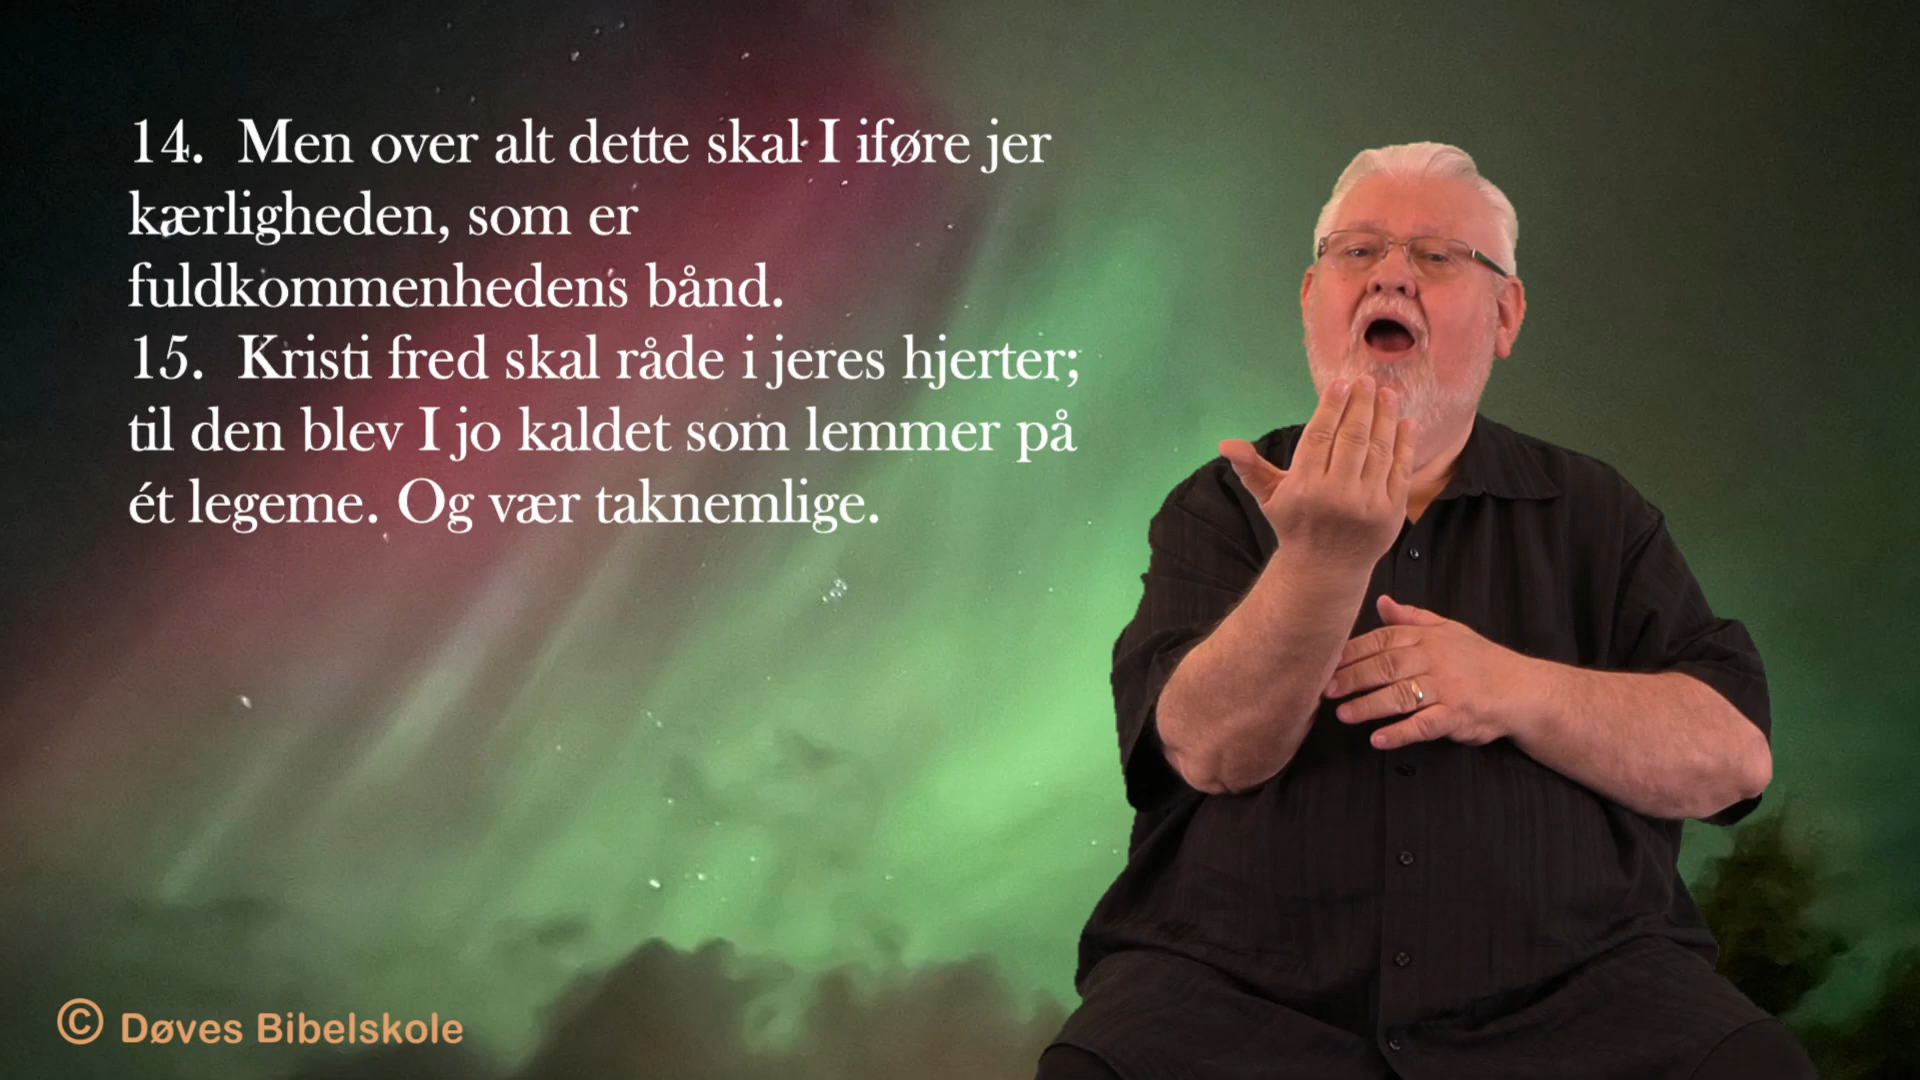 14.  Men over alt dette skal I iføre jer
kærligheden, som er
fuldkommenhedens bånd.
15.  Kristi fred skal råde i jeres hjerter;
til den blev I jo kaldet som lemmer på
ét legeme. Og vær taknemlige.
© Døves Bibelskole